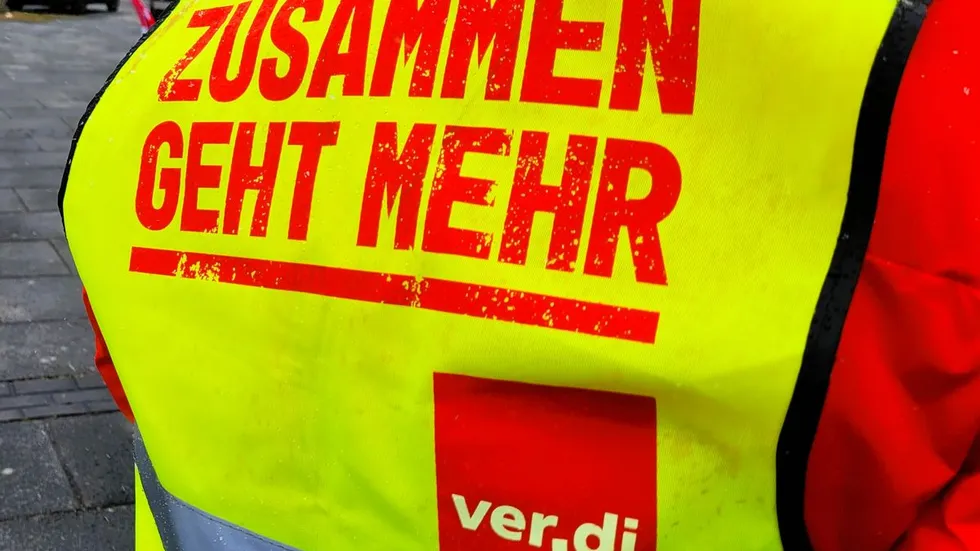 ZUSAMMEN
GEHT MEHR
ver.di